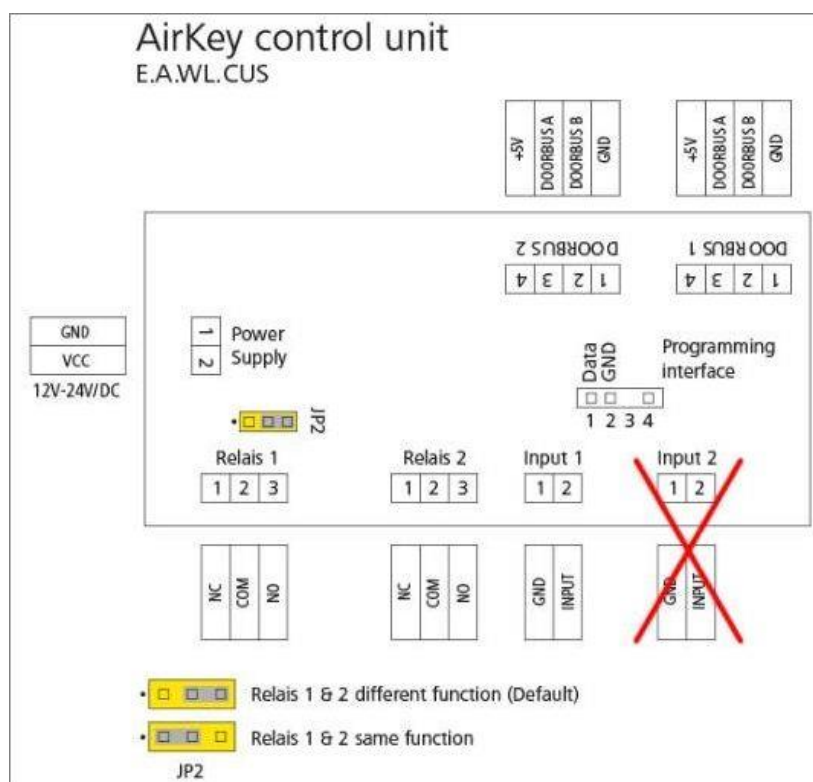 AirKey control unit
E.A.WL.CUS
+5V DOORBUS A DOORBUS B GND
+5V DOORBUS A DOORBUS B GND
DOORBUS 2
4 3 2 1
DOORBUS 1
4 3 2 1
GND
VCC
12V-24V/DC
1 Power
2 Supply
JP2
Data
GND
1 2 3 4
Programming
interface
Relais 1
1 2 3
Relais 2
1 2 3
Input 1
1 2
Input 2
1 2
NC COM NO
NC COM NO
GND INPUT
GND INPUT
Relais 1 & 2 different function (Default)
Relais 1 & 2 same function
JP2